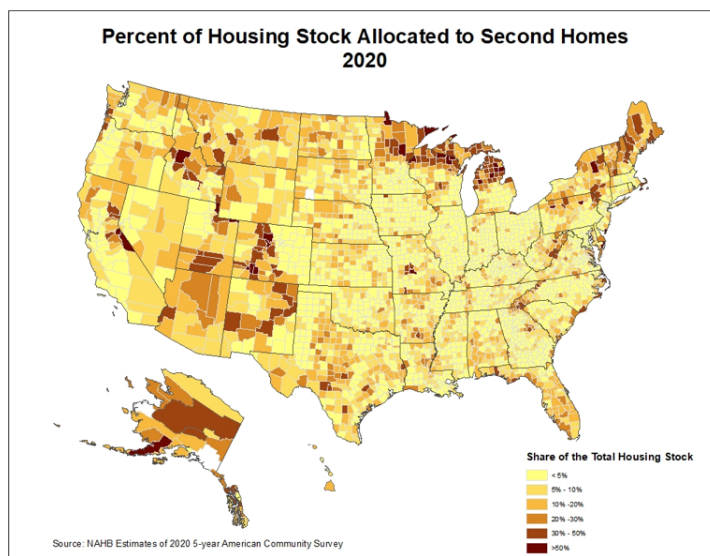 Percent of Housing Stock Allocated to Second Homes
2020
Share of the Total Housing Stock
<5%
5% - 10%
10% -20%
20% -30%
30% - 50%
>50%
Source: NAHB Estimates of 2020 5-year American Community Survey